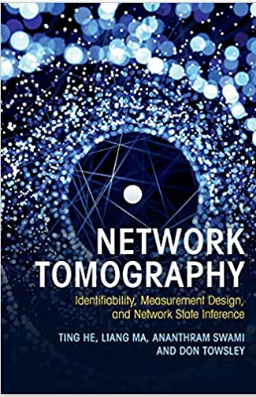 NETWORK
TOMOGRAPHY
Identifiability, Measurement Design,
and Network State Inference
TING HE, LIANG MA, ANANTHRAM SWAMI
AND DON TOWSLEY